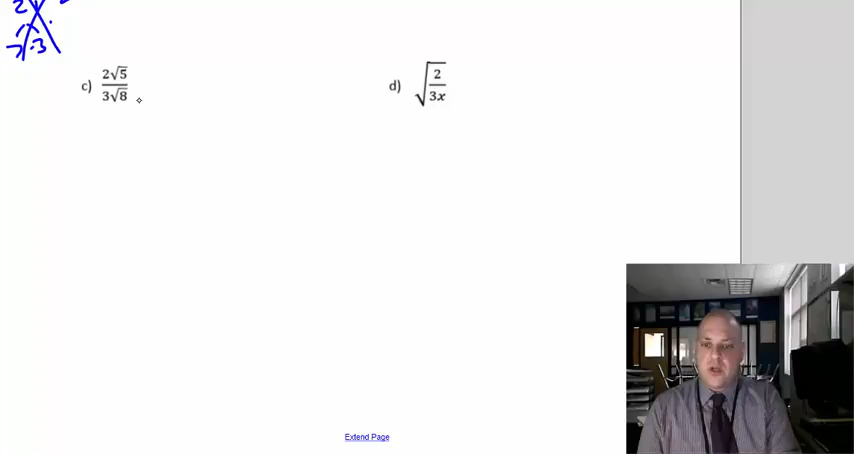 c) 2√5 / 3√8
d) √(2 / 3x)
Extend Page